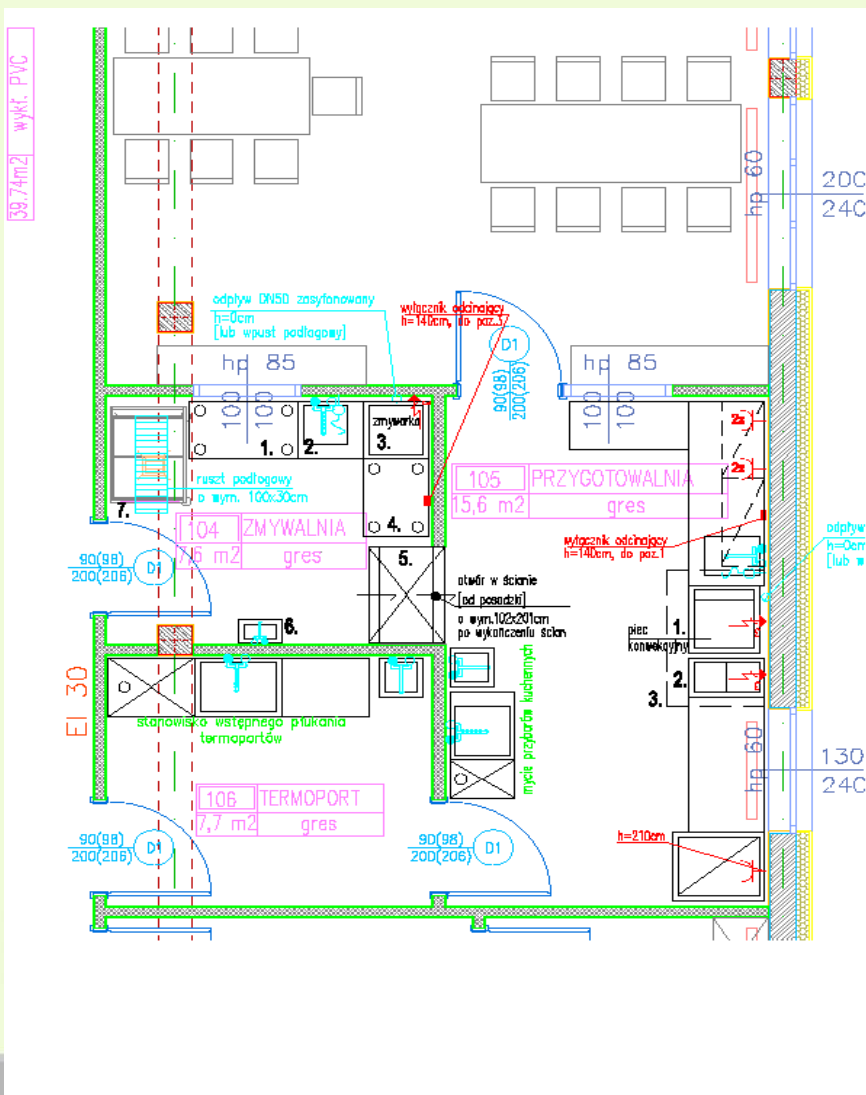 39.74m2 wykł. PVC
hp 60
200
240
odpływ DN50 zasyfonowany
h=0cm
[lub wpust podłogowy]
wyłącznik odcinający
h=140cm, do poz.3
D1
90(98)
200(206)
hp 85
100
100
hp 85
100
100
1.
2.
zmywarka
3.
4.
5.
6.
7.
ruszt podłogowy
o wym. 100x30cm
104 ZMYWALNIA
7,6 m2 gres
105 PRZYGOTOWALNIA
15,6 m2 gres
2x
2x
wyłącznik odcinający
h=140cm, do poz.1
odpływ
h=0cm
[lub w
90(98)
200(206)
D1
otwór w ścianie
[od posadzki]
o wym.102x201cm
po wykończeniu ścian
piec
konwekcyjny
1.
2.
3.
EI 30
stanowisko wstępnego płukania
termoportów
mycie przyborów kuchennych
106 TERMOPORT
7,7 m2 gres
hp 60
130
240
90(98)
200(206)
D1
90(98)
200(206)
D1
h=210cm